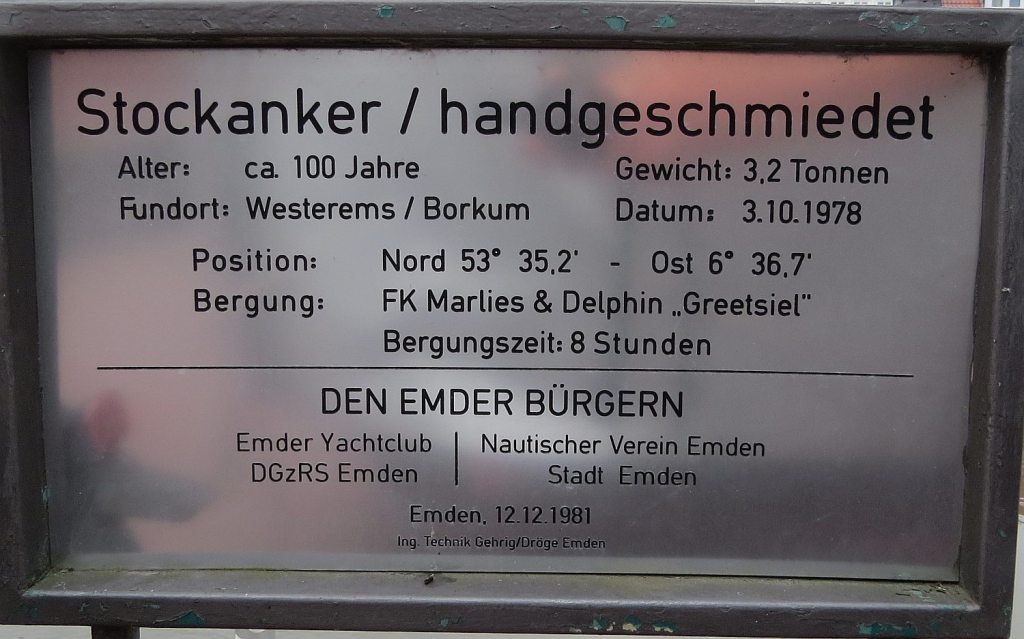 Stockanker / handgeschmiedet
Alter: ca. 100 Jahre Gewicht: 3,2 Tonnen
Fundort: Westerems / Borkum Datum: 3.10.1978
Position: Nord 53° 35,2' - Ost 6° 36,7'
Bergung: FK Marlies & Delphin „Greetsiel"
Bergungszeit: 8 Stunden
DEN EMDER BÜRGERN
Emder Yachtclub | Nautischer Verein Emden
DGzRS Emden | Stadt Emden
Emden, 12.12.1981
Ing. Technik Gehrig/Dröge Emden